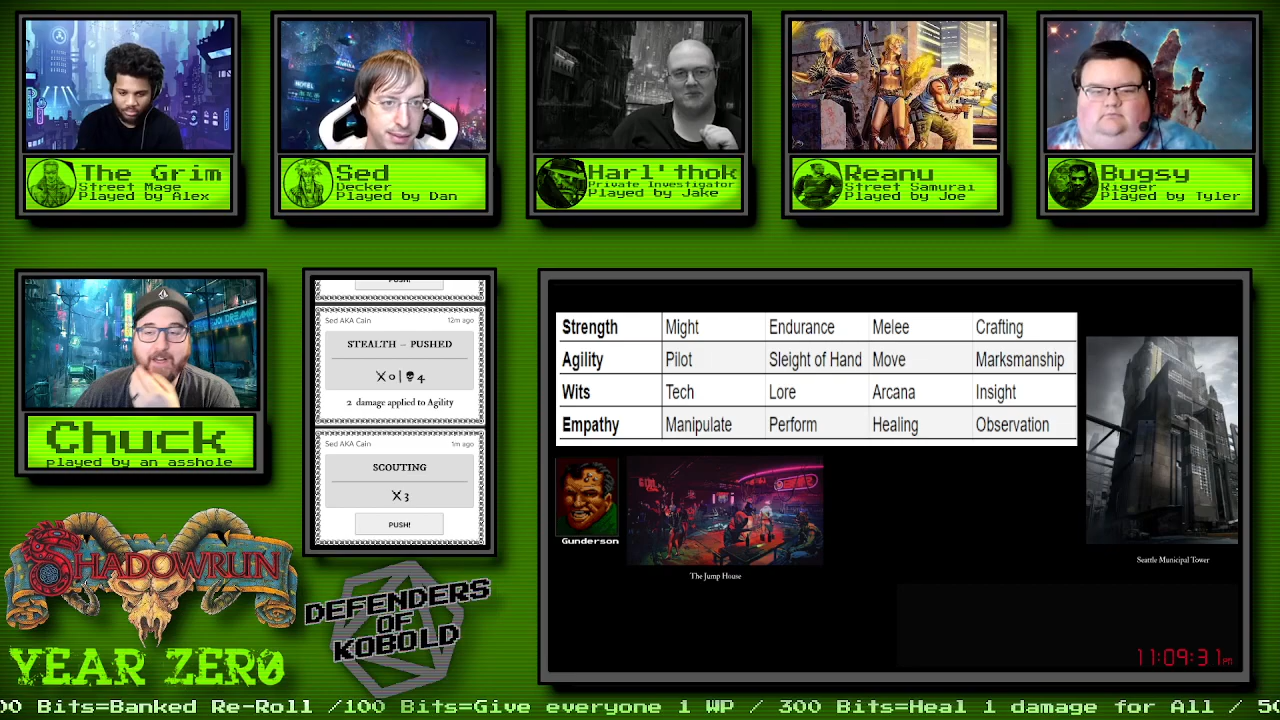 The Grim
Street Mage
Played by Alex
Sed
Decker
Played by Dan
Harl'thok
Private Investigator
Played by Jake
Reanu
Street Samurai
Played by Joe
Bugsy
Rigger
Played by Tyler
Chuck
played by an asshole
PUSH!
Sed AKA Cain 12m ago
STEALTH – PUSHED
0 | 4
2 damage applied to Agility
Sed AKA Cain 1m ago
SCOUTING
3
PUSH!
Strength Might Endurance Melee Crafting
Agility Pilot Sleight of Hand Move Marksmanship
Wits Tech Lore Arcana Insight
Empathy Manipulate Perform Healing Observation
Gunderson
The Jump House
Seattle Municipal Tower
11:09:31PM
SHADOWRUN
YEAR ZERØ
DEFENDERS
OF
KOBOLD
00 Bits=Banked Re-Roll /100 Bits=Give everyone 1 WP / 300 Bits=Heal 1 damage for All / 50